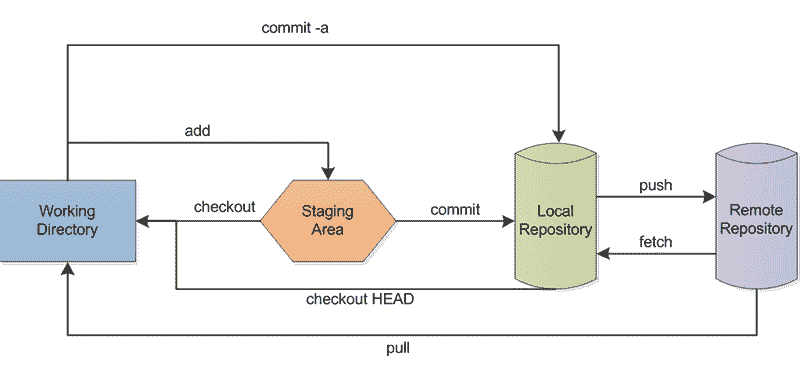 commit -a
add
Working
Directory
checkout
Staging
Area
commit
Local
Repository
push
fetch
Remote
Repository
checkout HEAD
pull